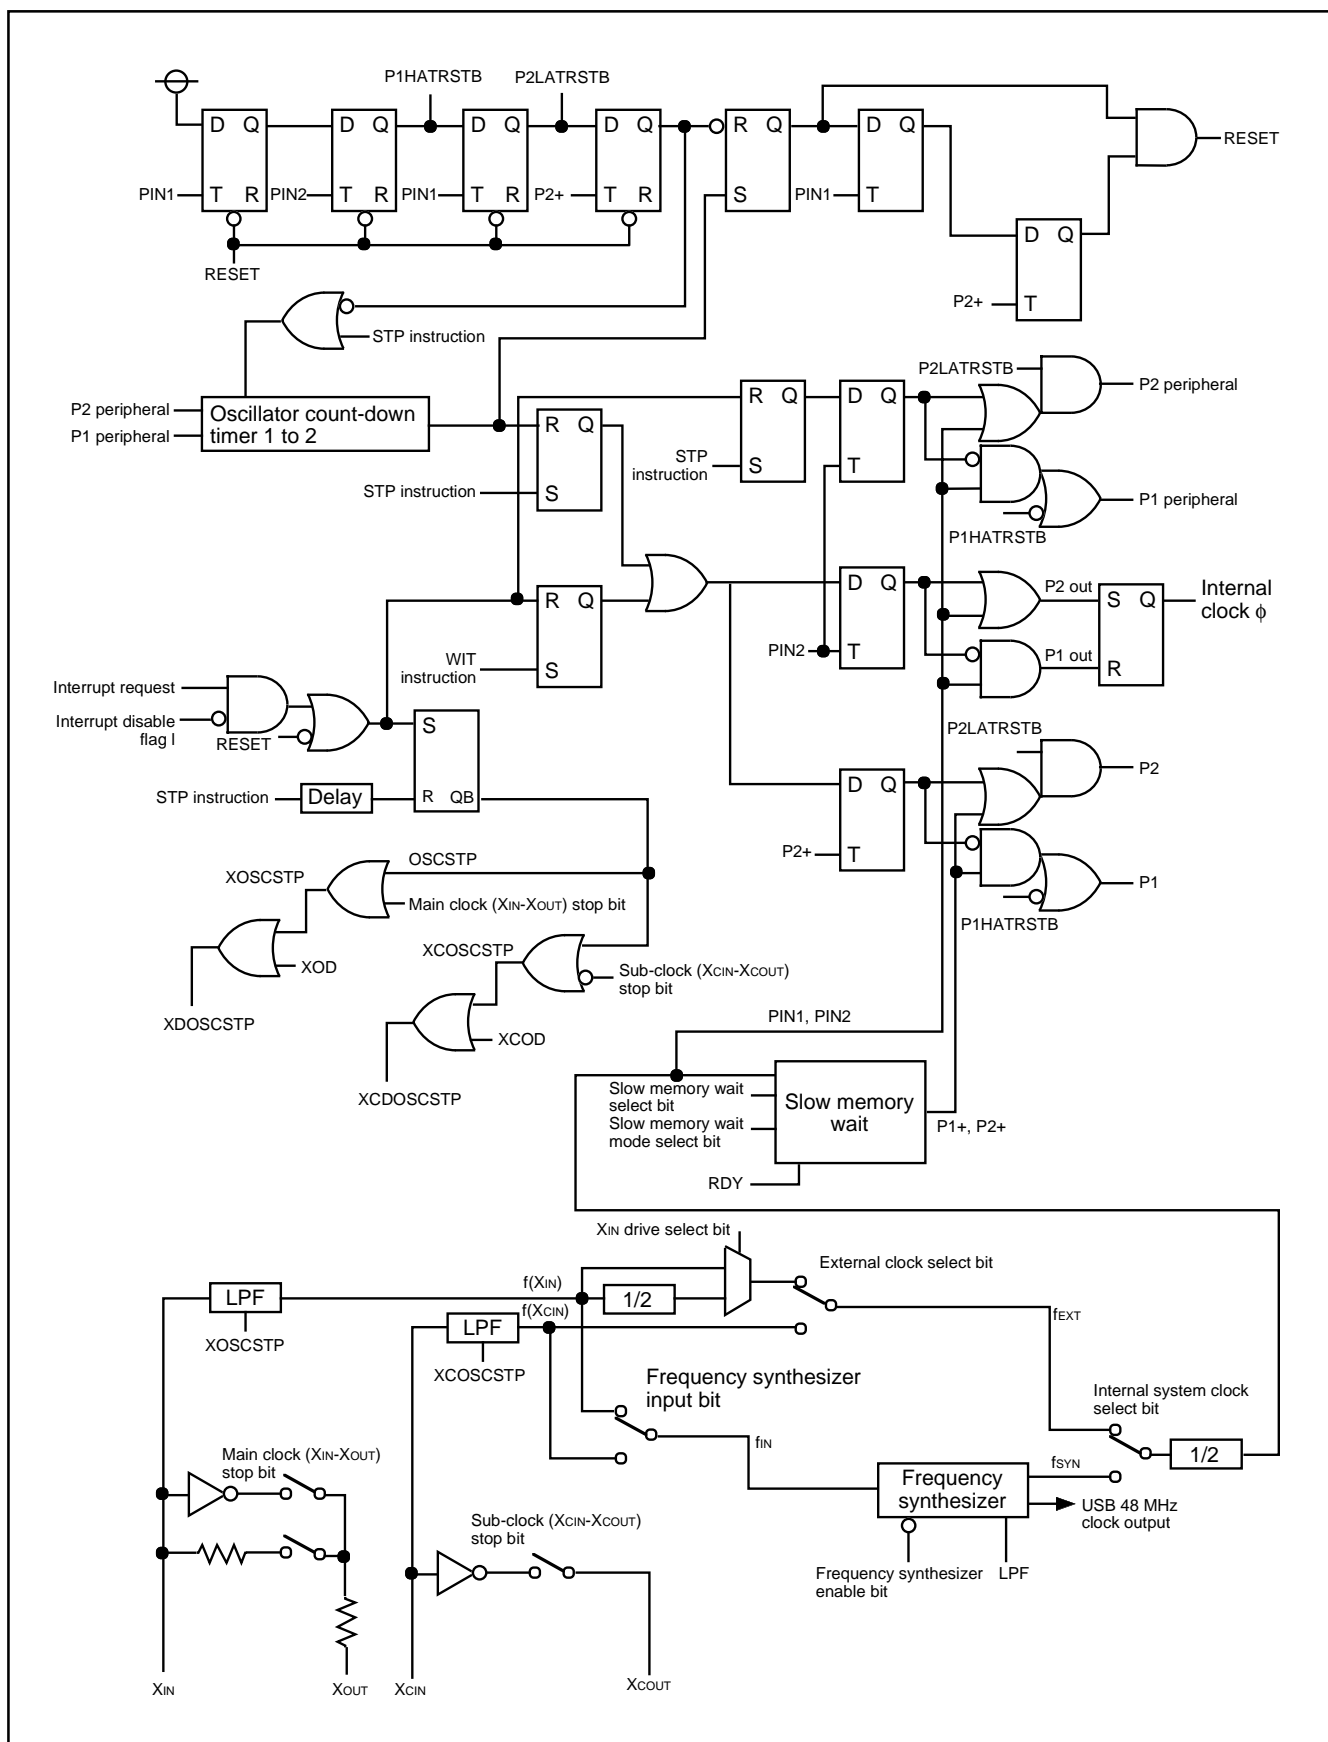 P1HATRSTB P2LATRSTB
D Q D Q D Q D Q R Q D Q
RESET
PIN1 T R PIN2 T R PIN1 T R P2+ T R S PIN1 T
D Q
RESET
P2+ T
STP instruction
P2LATRSTB
P2 peripheral
P2 peripheral
P1 peripheral
Oscillator count-down
timer 1 to 2
R Q D Q
R Q
STP
instruction
S T
STP instruction S
P1 peripheral
P1HATRSTB
D Q
P2 out
S Q
Internal
clock ϕ
R Q
PIN2 T
P1 out
R
WIT
instruction
S
Interrupt request
Interrupt disable
flag I
RESET
S
P2LATRSTB
P2
STP instruction
Delay
R QB
D Q
P2+ T
OSCSTP
XOSCSTP
Main clock (XIN-XOUT) stop bit
P1
P1HATRSTB
XCOSCSTP
XOD
Sub-clock (XCIN-XCOUT)
stop bit
XDOSCSTP
PIN1, PIN2
XCOD
XCDOSCSTP
Slow memory wait
select bit
Slow memory wait
mode select bit
Slow memory
wait
P1+, P2+
RDY
XIN drive select bit
External clock select bit
f(XIN)
LPF
1/2
f(XCIN)
fEXT
LPF
XOSCSTP
XCOSCSTP
Frequency synthesizer
input bit
Internal system clock
select bit
fIN
Main clock (XIN-XOUT)
stop bit
1/2
fSYN
Frequency
synthesizer
USB 48 MHz
clock output
Sub-clock (XCIN-XCOUT)
stop bit
Frequency synthesizer
enable bit
LPF
XIN XOUT XCIN XCOUT